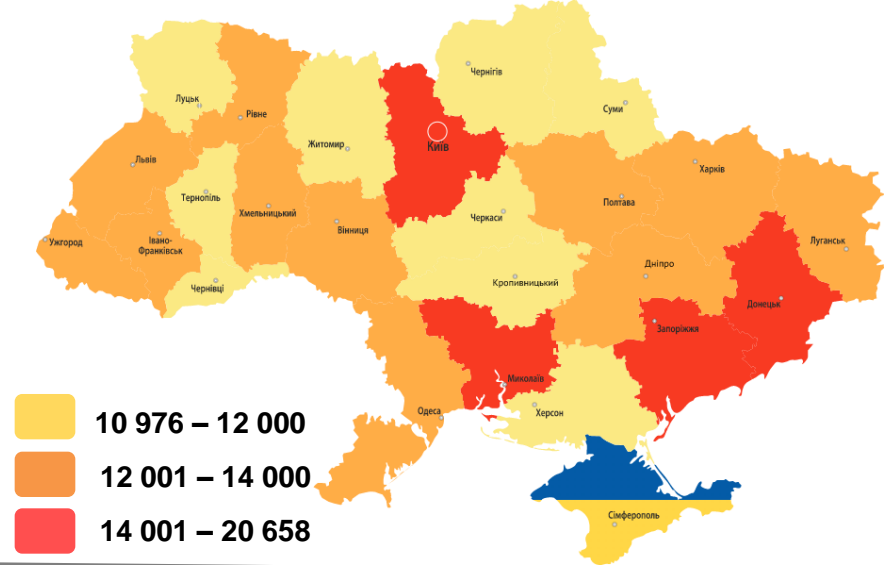 Чернігів
Луцьк
Суми
Рівне
Житомир
Київ
Львів
Харків
Тернопіль
Полтава
Хмельницький
Черкаси
Вінниця
Ужгород
Івано-
Франківськ
Луганськ
Дніпро
Чернівці
Кропивницький
Донецьк
Запоріжжя
Миколаїв
Одеса
Херсон
10 976 – 12 000
12 001 – 14 000
14 001 – 20 658
Сімферополь